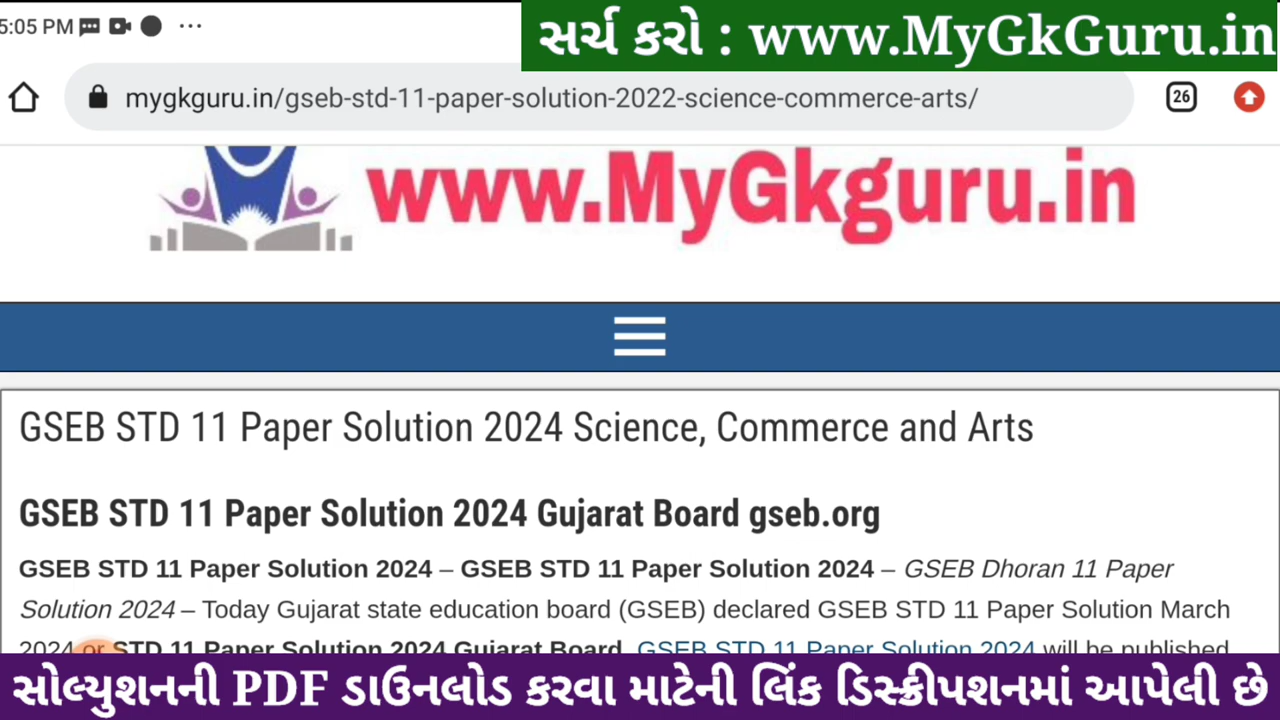 5:05 PM
સર્ચ કરો : www.MyGkGuru.in
mygkguru.in/gseb-std-11-paper-solution-2022-science-commerce-arts/
26
www.MyGkguru.in
GSEB STD 11 Paper Solution 2024 Science, Commerce and Arts
GSEB STD 11 Paper Solution 2024 Gujarat Board gseb.org
GSEB STD 11 Paper Solution 2024 – GSEB STD 11 Paper Solution 2024 – GSEB Dhoran 11 Paper
Solution 2024 – Today Gujarat state education board (GSEB) declared GSEB STD 11 Paper Solution March
2024 or STD 11 Paper Solution 2024 Gujarat Board. GSEB STD 11 Paper Solution 2024 will be published
સોલ્યુશનની PDF ડાઉનલોડ કરવા માટેની લિંક ડિસ્ક્રીપશનમાં આપેલી છે